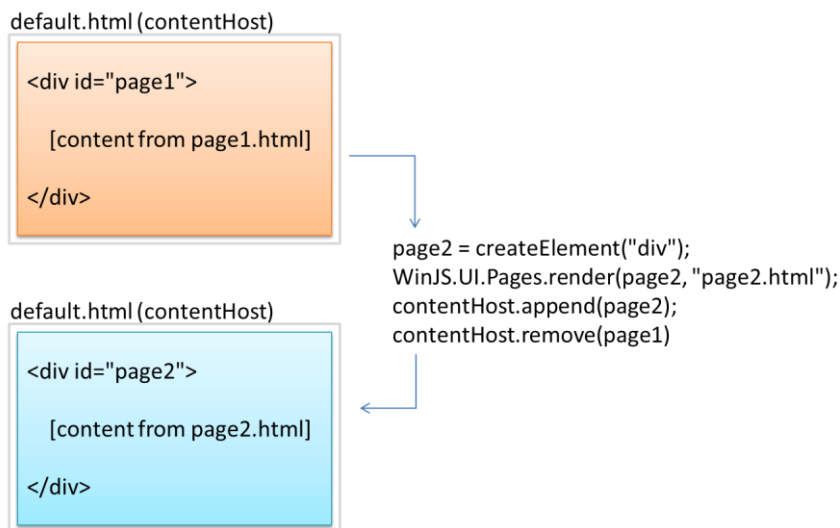 default.html (contentHost)
<div id="page1">
[content from page1.html]
</div>
page2 = createElement("div");
WinJS.UI.Pages.render(page2, "page2.html");
contentHost.append(page2);
contentHost.remove(page1)
default.html (contentHost)
<div id="page2">
[content from page2.html]
</div>